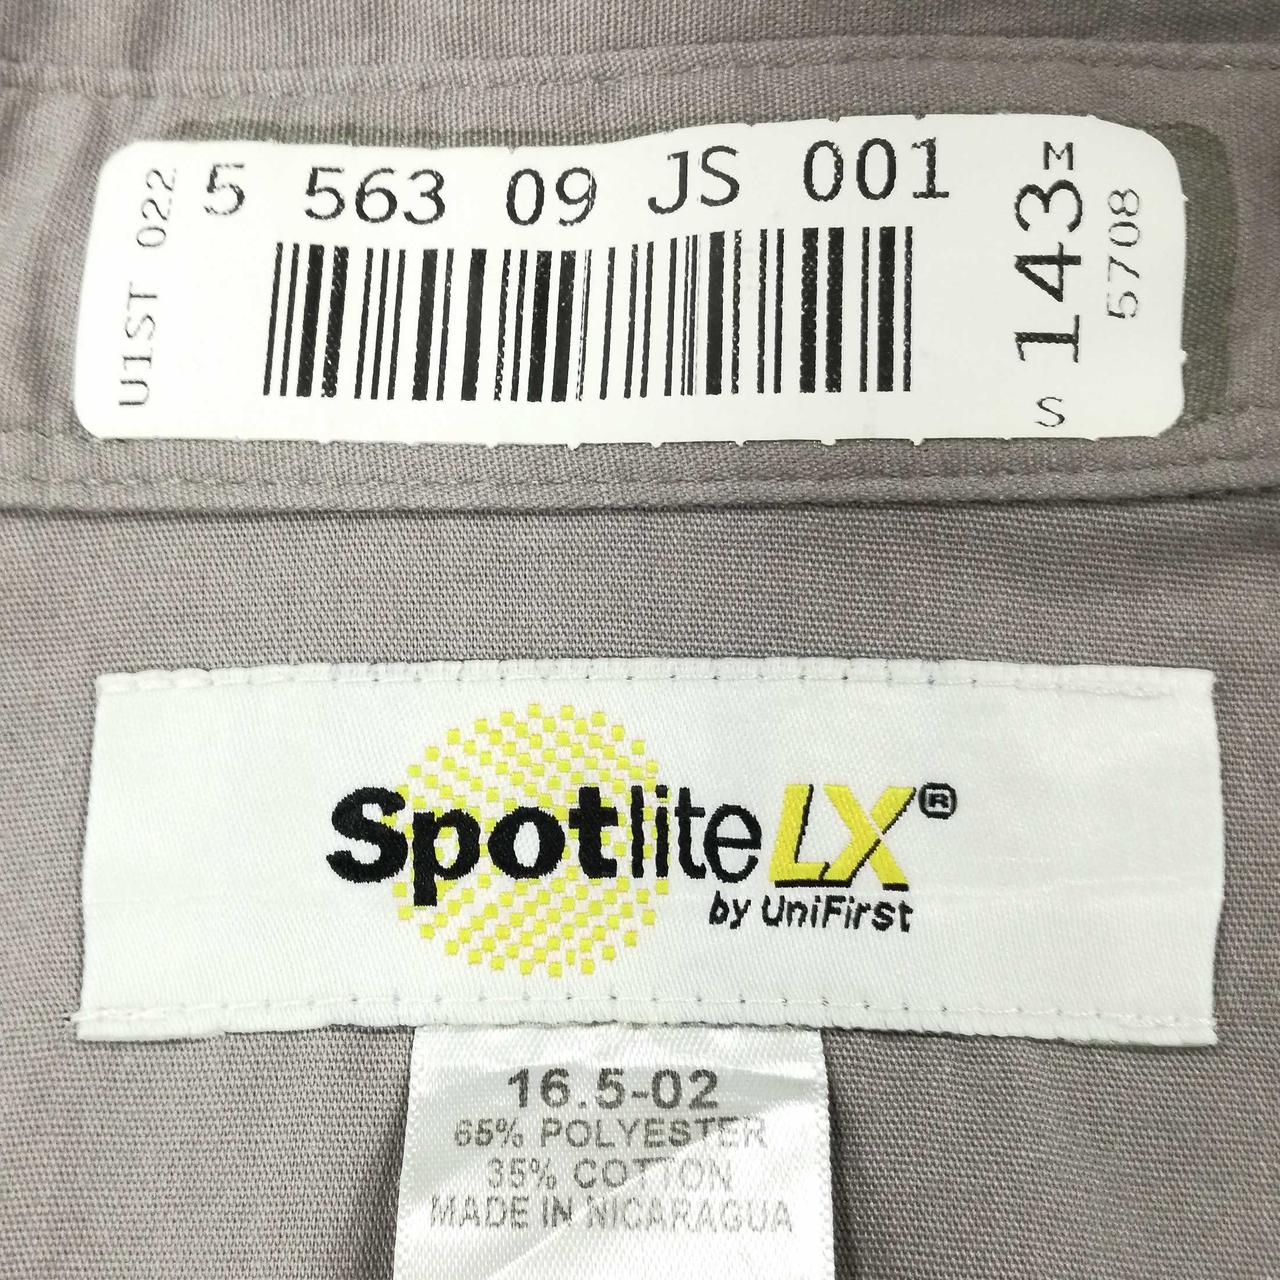 U1ST 022
5 563 09 JS 001
S 143 M
5708
SpotliteLX®
by UniFirst
16.5-02
65% POLYESTER
35% COTTON
MADE IN NICARAGUA